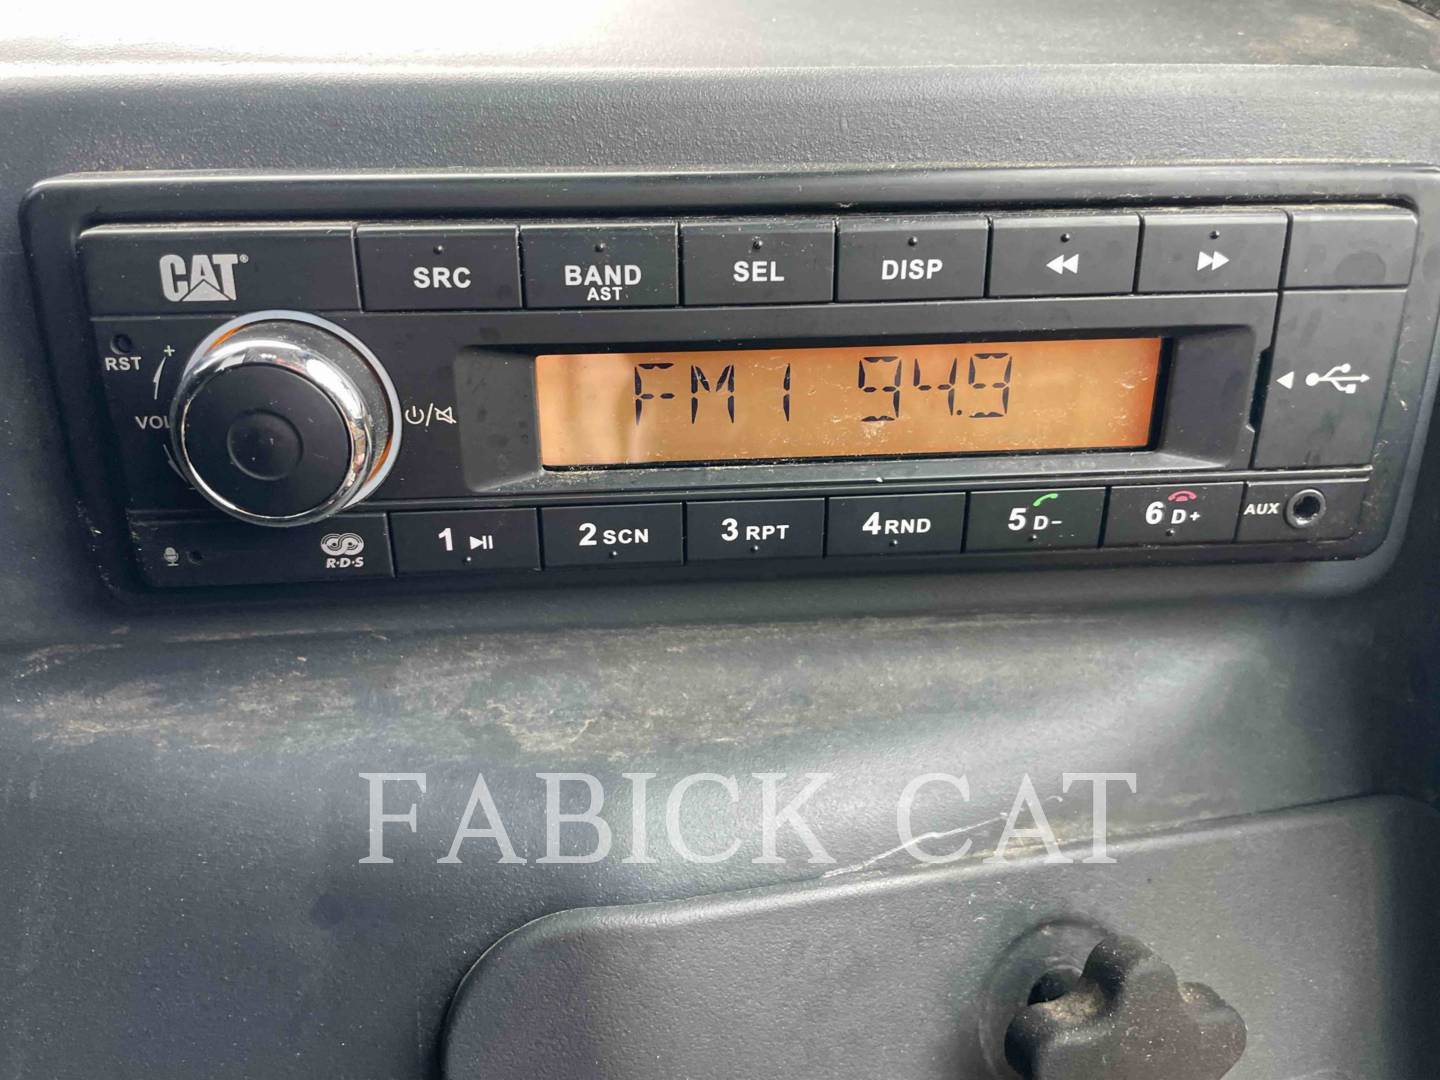 CAT®
SRC
BAND
AST
SEL
DISP
RST
+
VOL
FM1 94.9
1
2 SCN
3 RPT
4 RND
5 D-
6 D+
AUX
R·D·S
FABICK CAT